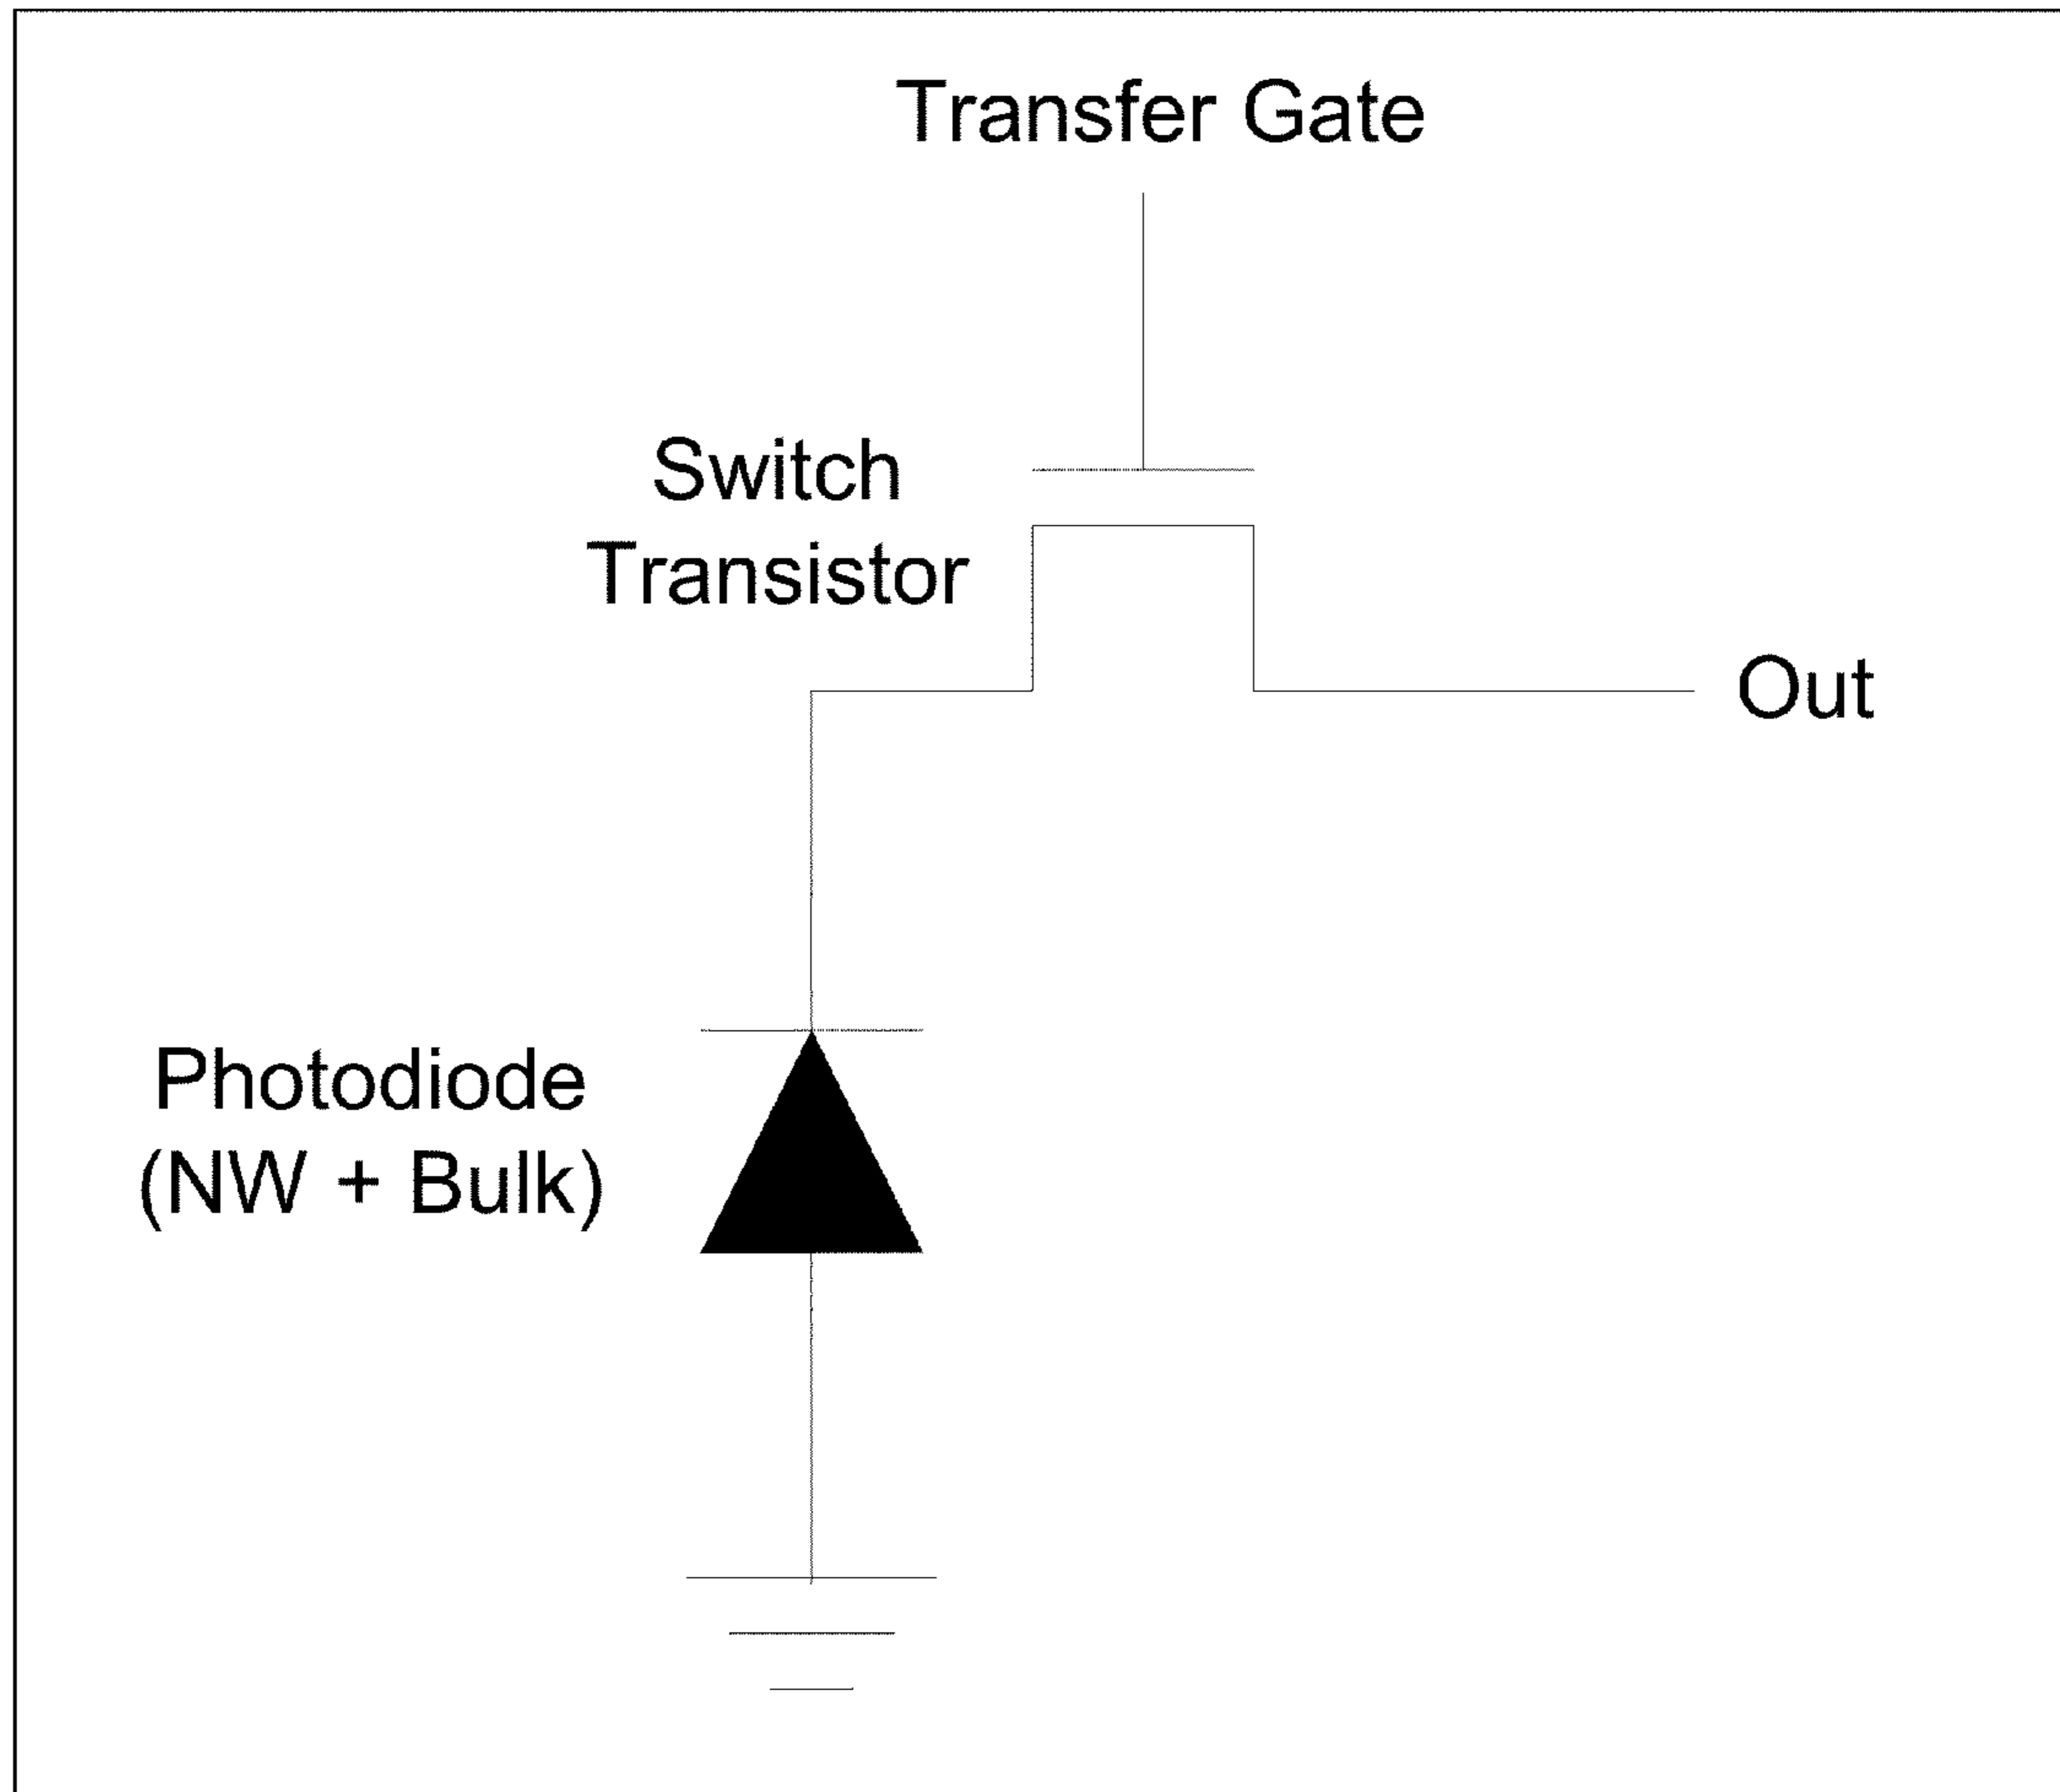 Transfer Gate
Switch
Transistor
Out
Photodiode
(NW + Bulk)